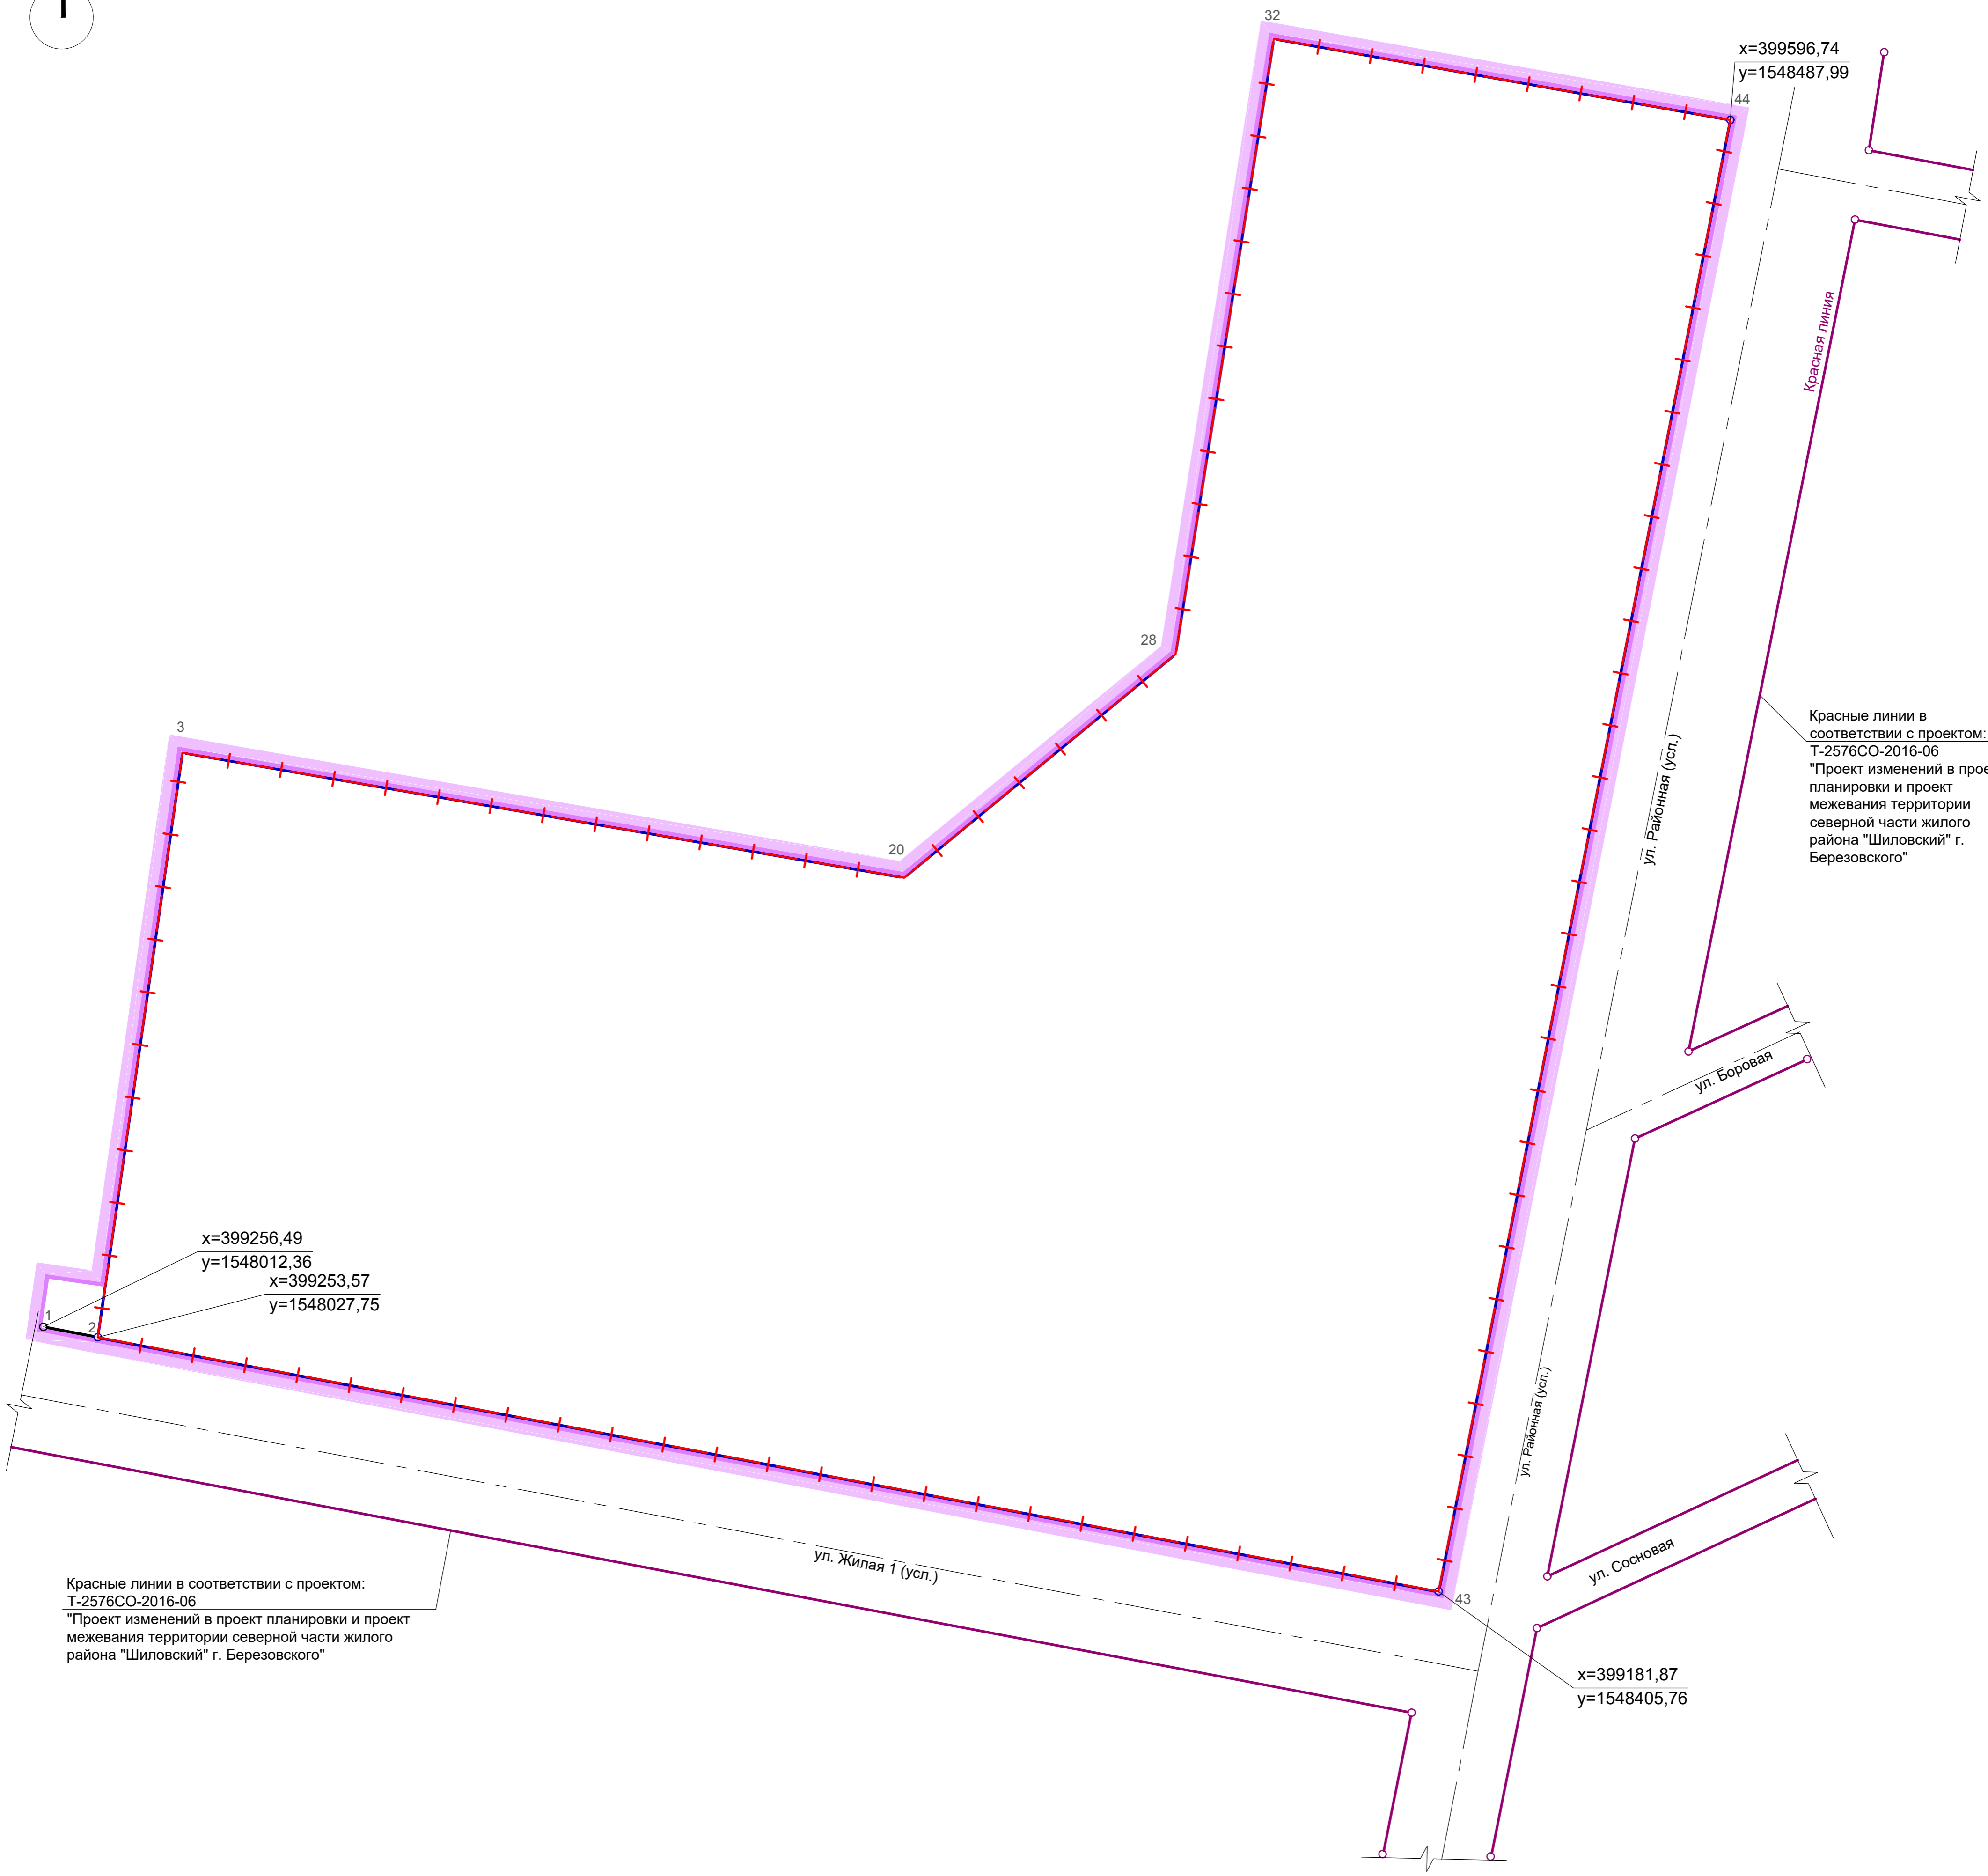 32
x=399596,74
y=1548487,99
44
Красная линия
28
3
20
ул. Районная (усл.)
Красные линии в
соответствии с проектом:
Т-2576СО-2016-06
"Проект изменений в прое
планировки и проект
межевания территории
северной части жилого
района "Шиловский" г.
Березовского"
ул. Боровая
x=399256,49
y=1548012,36
x=399253,57
y=1548027,75
1
2
ул. Районная (усл.)
ул. Сосновая
ул. Жилая 1 (усл.)
43
Красные линии в соответствии с проектом:
Т-2576СО-2016-06
"Проект изменений в проект планировки и проект
межевания территории северной части жилого
района "Шиловский" г. Березовского"
x=399181,87
y=1548405,76